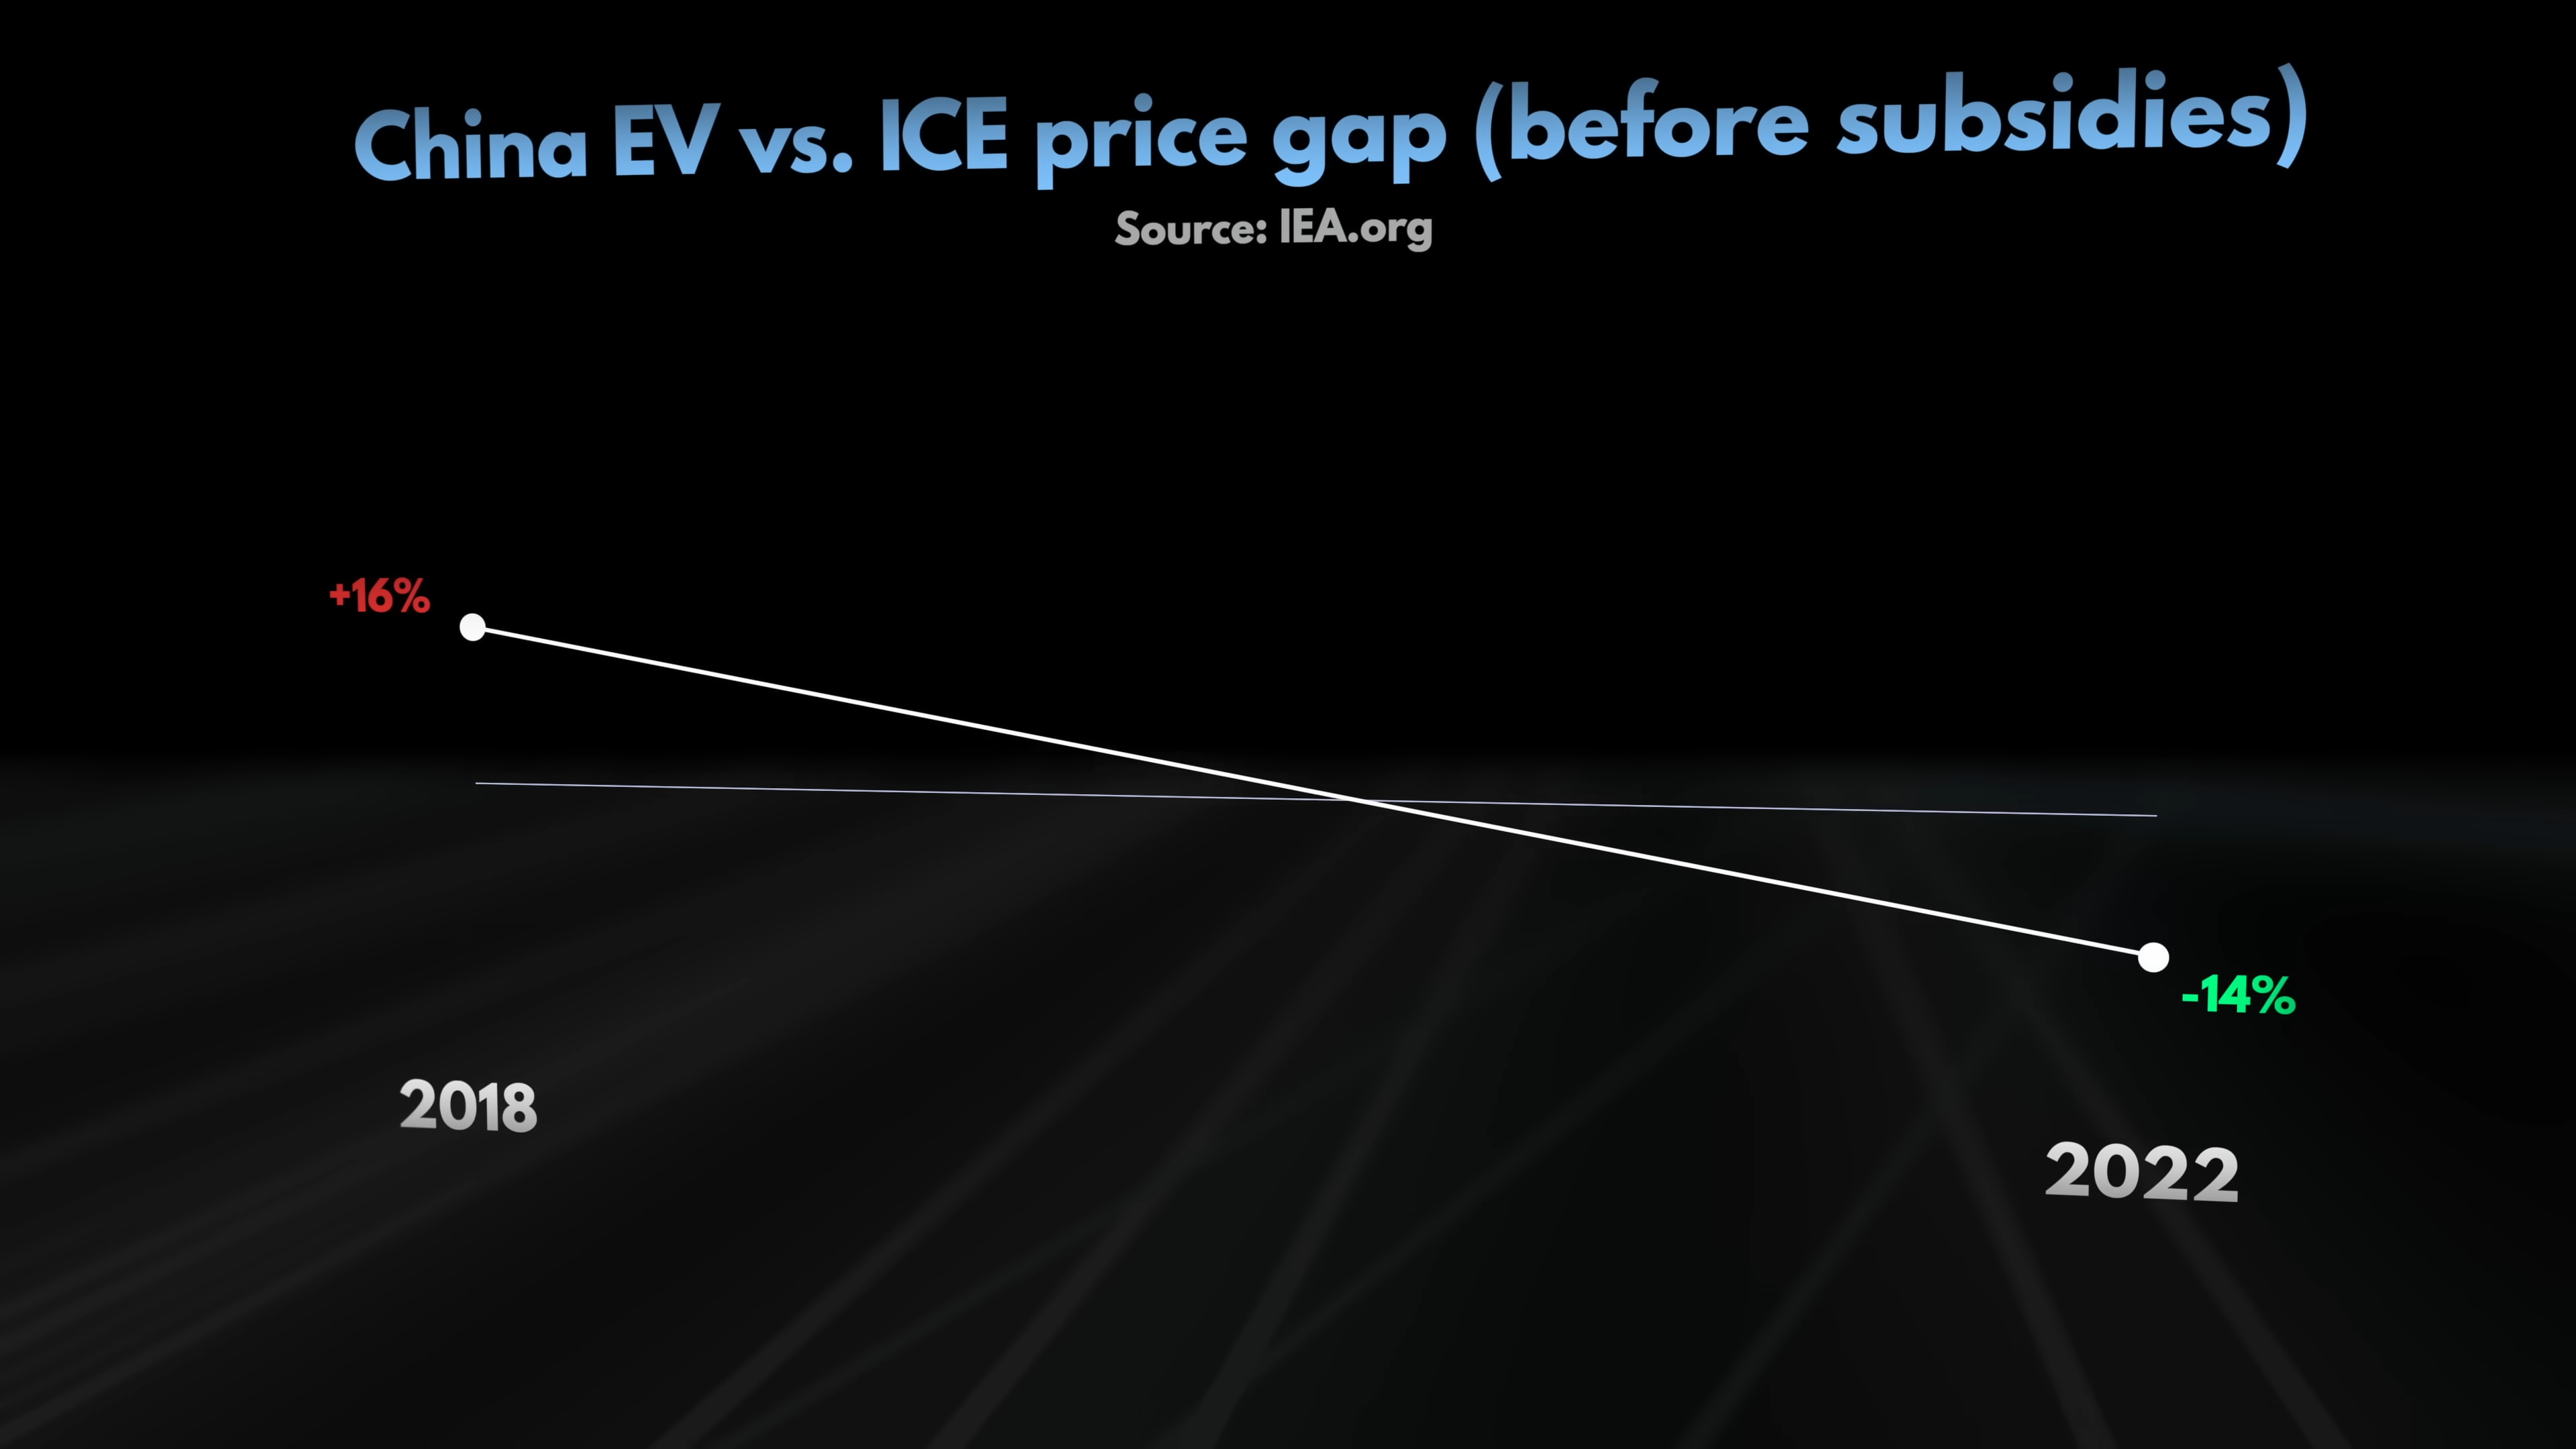 China EV vs. ICE price gap (before subsidies)
Source: IEA.org
+16%
-14%
2018
2022